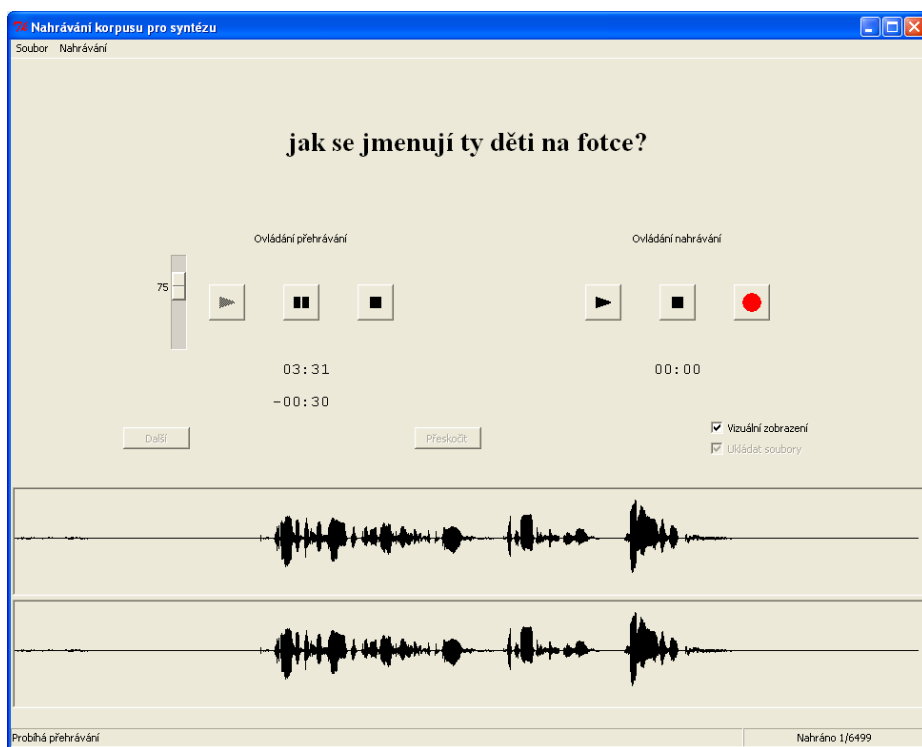 Nahrávání korpusu pro syntézu
Soubor Nahrávání
jak se jmenují ty děti na fotce?
Ovládání přehrávání
Ovládání nahrávání
75
03:31
00:00
-00:30
Další
Přeskočit
Vizuální zobrazení
Ukládat soubory
Probíhá přehrávání
Nahráno 1/6499